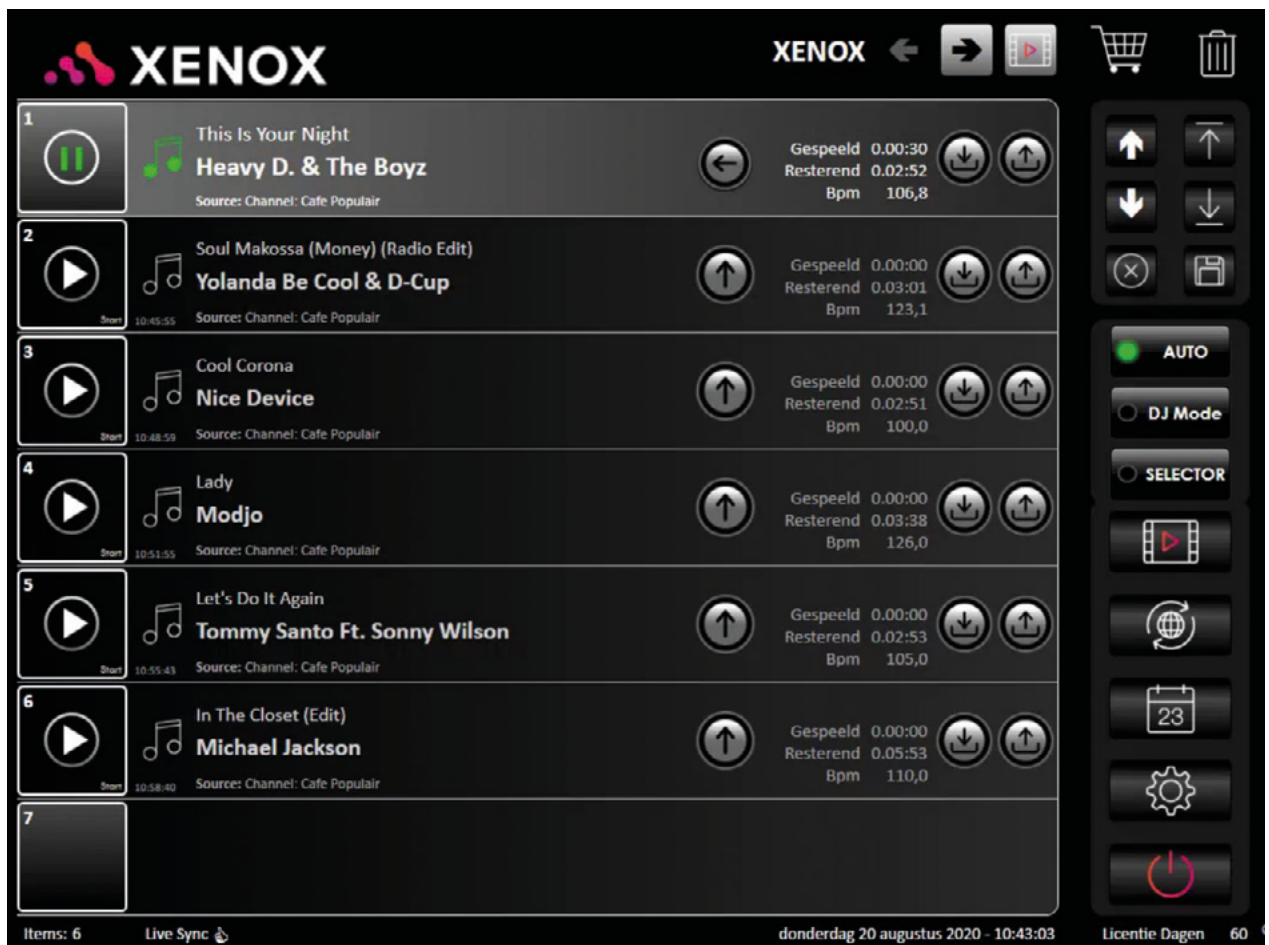 XENOX
XENOX
1
This Is Your Night
Heavy D. & The Boyz
Source: Channel: Cafe Populair
Gespeeld 0.00:30
Resterend 0.02:52
Bpm 106,8
2
Start
10:45:55
Soul Makossa (Money) (Radio Edit)
Yolanda Be Cool & D-Cup
Source: Channel: Cafe Populair
Gespeeld 0.00:00
Resterend 0.03:01
Bpm 123,1
3
Start
10:48:59
Cool Corona
Nice Device
Source: Channel: Cafe Populair
Gespeeld 0.00:00
Resterend 0.02:51
Bpm 100,0
4
Start
10:51:55
Lady
Modjo
Source: Channel: Cafe Populair
Gespeeld 0.00:00
Resterend 0.03:38
Bpm 126,0
5
Start
10:55:43
Let's Do It Again
Tommy Santo Ft. Sonny Wilson
Source: Channel: Cafe Populair
Gespeeld 0.00:00
Resterend 0.02:53
Bpm 105,0
6
Start
10:58:40
In The Closet (Edit)
Michael Jackson
Source: Channel: Cafe Populair
Gespeeld 0.00:00
Resterend 0.05:53
Bpm 110,0
7
AUTO
DJ Mode
SELECTOR
23
Items: 6
Live Sync
donderdag 20 augustus 2020 - 10:43:03
Licentie Dagen 60